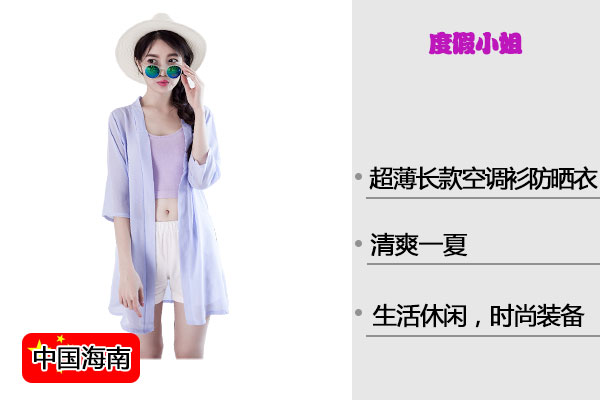 度假小姐
超薄长款空调衫防晒衣
清爽一夏
生活休闲，时尚装备
中国海南